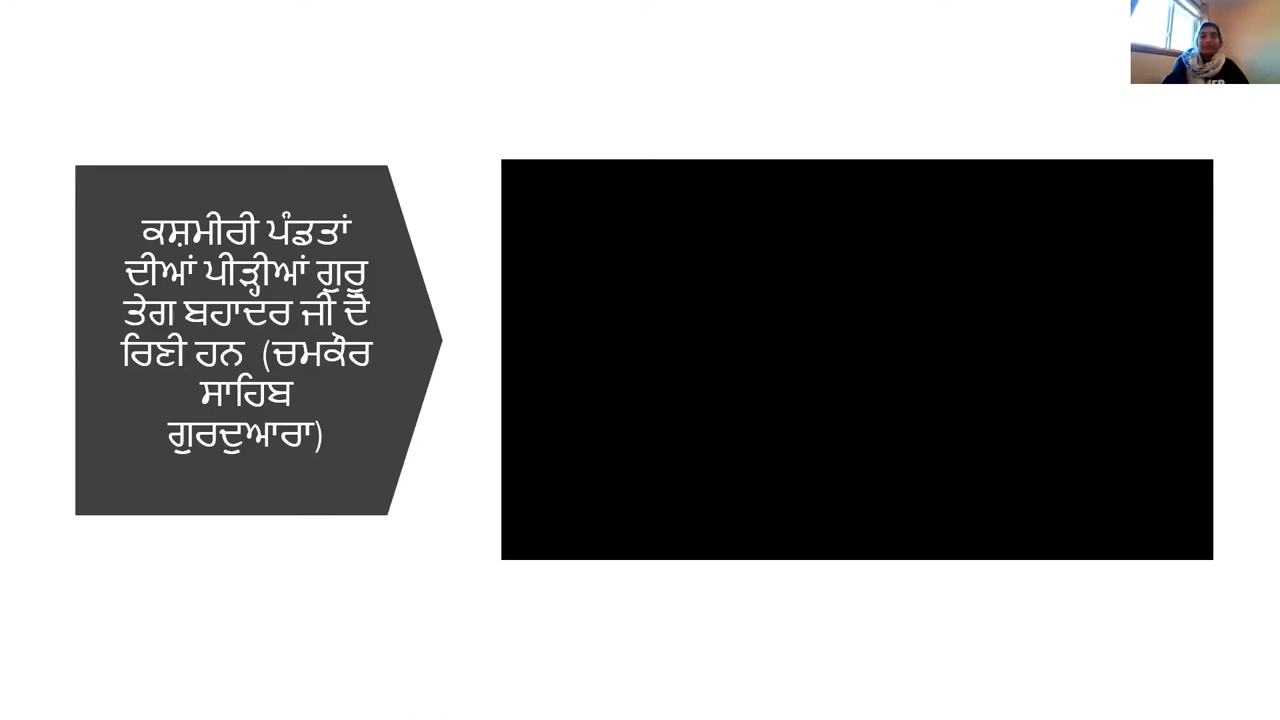 ਕਸ਼ਮੀਰੀ ਪੰਡਤਾਂ
ਦੀਆਂ ਪੀੜ੍ਹੀਆਂ ਗੁਰੂ
ਤੇਗ ਬਹਾਦਰ ਜੀ ਦੇ
ਰਿਣੀ ਹਨ (ਚਮਕੌਰ
ਸਾਹਿਬ
ਗੁਰਦੁਆਰਾ)